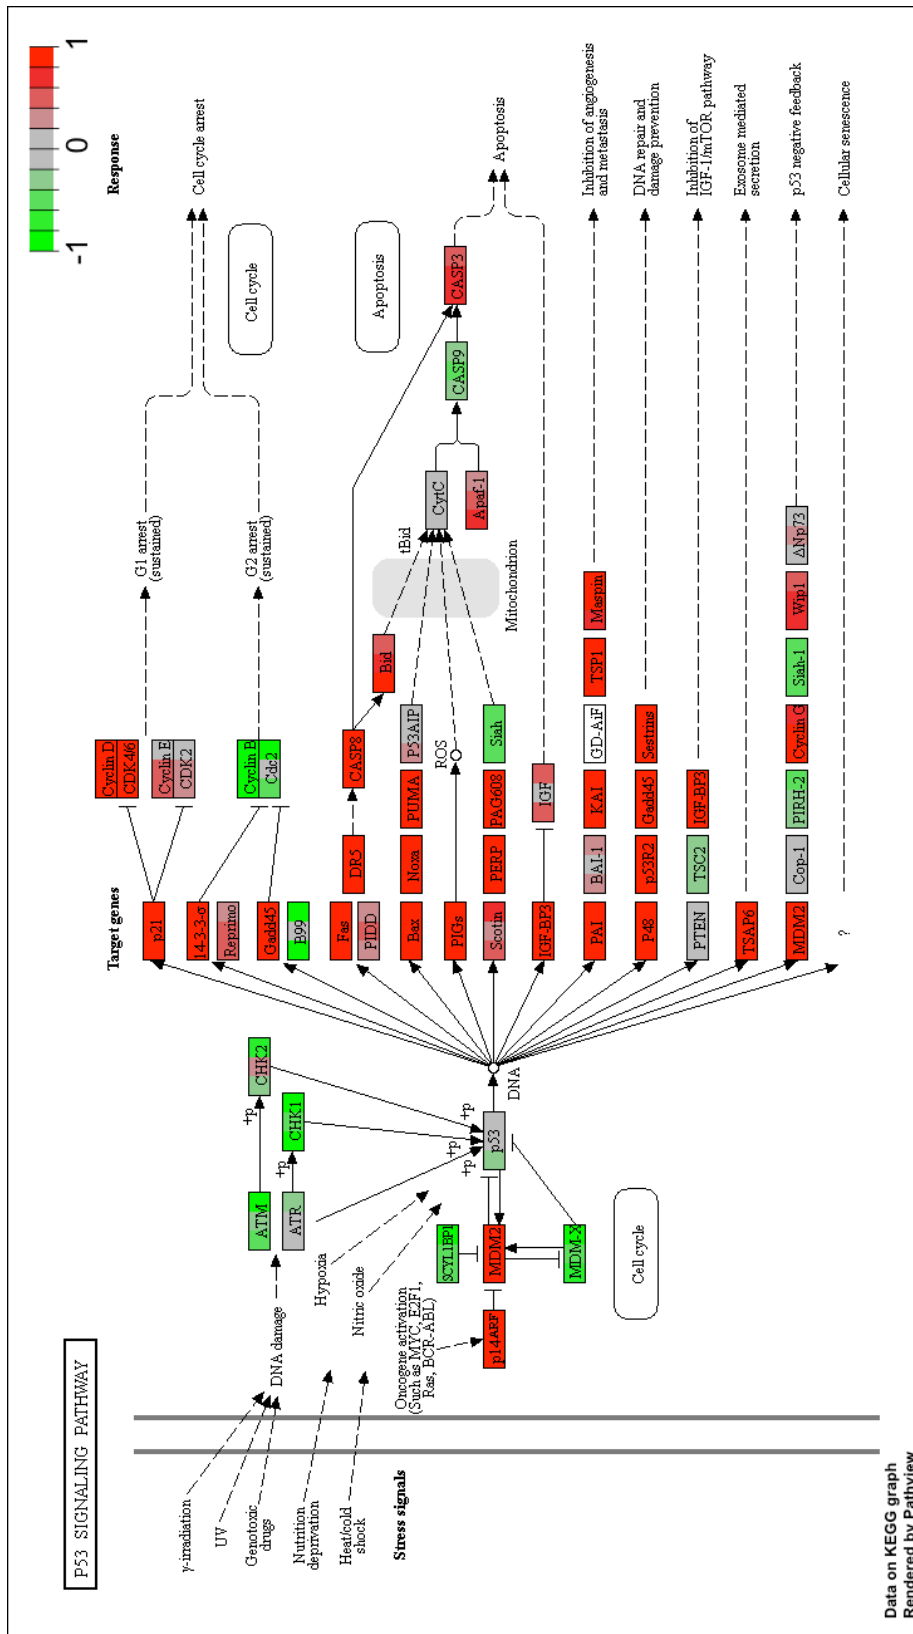 P53 SIGNALING PATHWAY
-1
0
1
Response
γ-irradiation
UV
Genotoxic
drugs
Nutrition
deprivation
Heat/cold
shock
Stress signals
DNA damage
Hypoxia
Nitric oxide
Oncogene activation
(Such as MYC, E2F1,
Ras, BCR-ABL)
p14ARF
ATM
ATR
+p
+p
CHK2
CHK1
SCYL1BP1
MDM2
MDM-X
+p
+p
+p
p53
Cell cycle
DNA
Target genes
p21
Cyclin D
CDK4/6
Cyclin E
CDK2
G1 arrest
(sustained)
Cell cycle arrest
14-3-3-σ
Reprimo
Gadd45
B99
Cyclin B
Cdc2
G2 arrest
(sustained)
Cell cycle
Fas
PIDD
DR5
CASP8
Bid
tBid
Mitochondrion
CytC
Apaf-1
CASP9
CASP3
Apoptosis
Apoptosis
Bax
Noxa
PUMA
P53AIP
PIGs
ROS
Scotin
PERP
PAG608
Siah
IGF-BP3
IGF
PAI
BAI-1
KAI
GD-AiF
TSP1
Maspin
Inhibition of angiogenesis
and metastasis
P48
p53R2
Gadd45
Sestrins
DNA repair and
damage prevention
PTEN
TSC2
IGF-BP3
Inhibition of
IGF-1/mTOR pathway
TSAP6
Exosome mediated
secretion
MDM2
Cop-1
PIRH-2
Cyclin G
Siah-1
Wip1
ΔNp73
p53 negative feedback
?
Cellular senescence
Data on KEGG graph
Rendered by Pathview